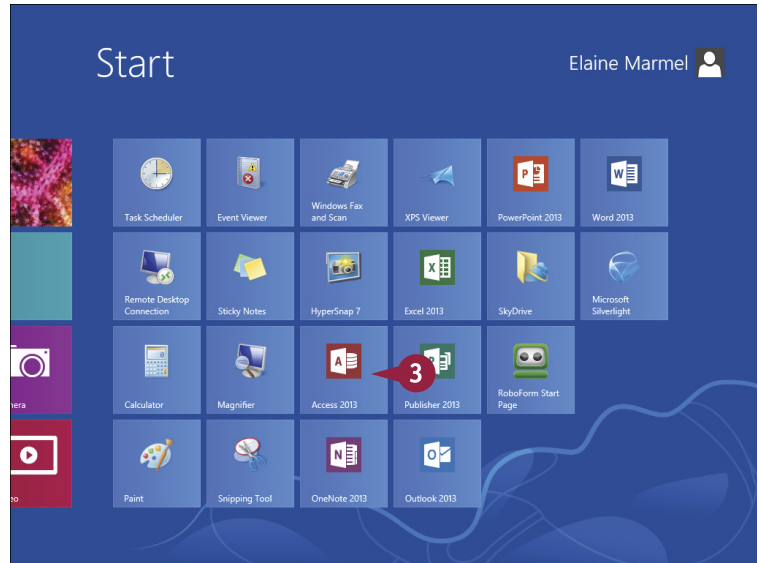 Start
Elaine Marmel
Task Scheduler
Event Viewer
Windows Fax
and Scan
XPS Viewer
PowerPoint 2013
Word 2013
Remote Desktop
Connection
Sticky Notes
HyperSnap 7
Excel 2013
SkyDrive
Microsoft
Silverlight
Calculator
Magnifier
Access 2013
3
Publisher 2013
RoboForm Start
Page
Paint
Snipping Tool
OneNote 2013
Outlook 2013